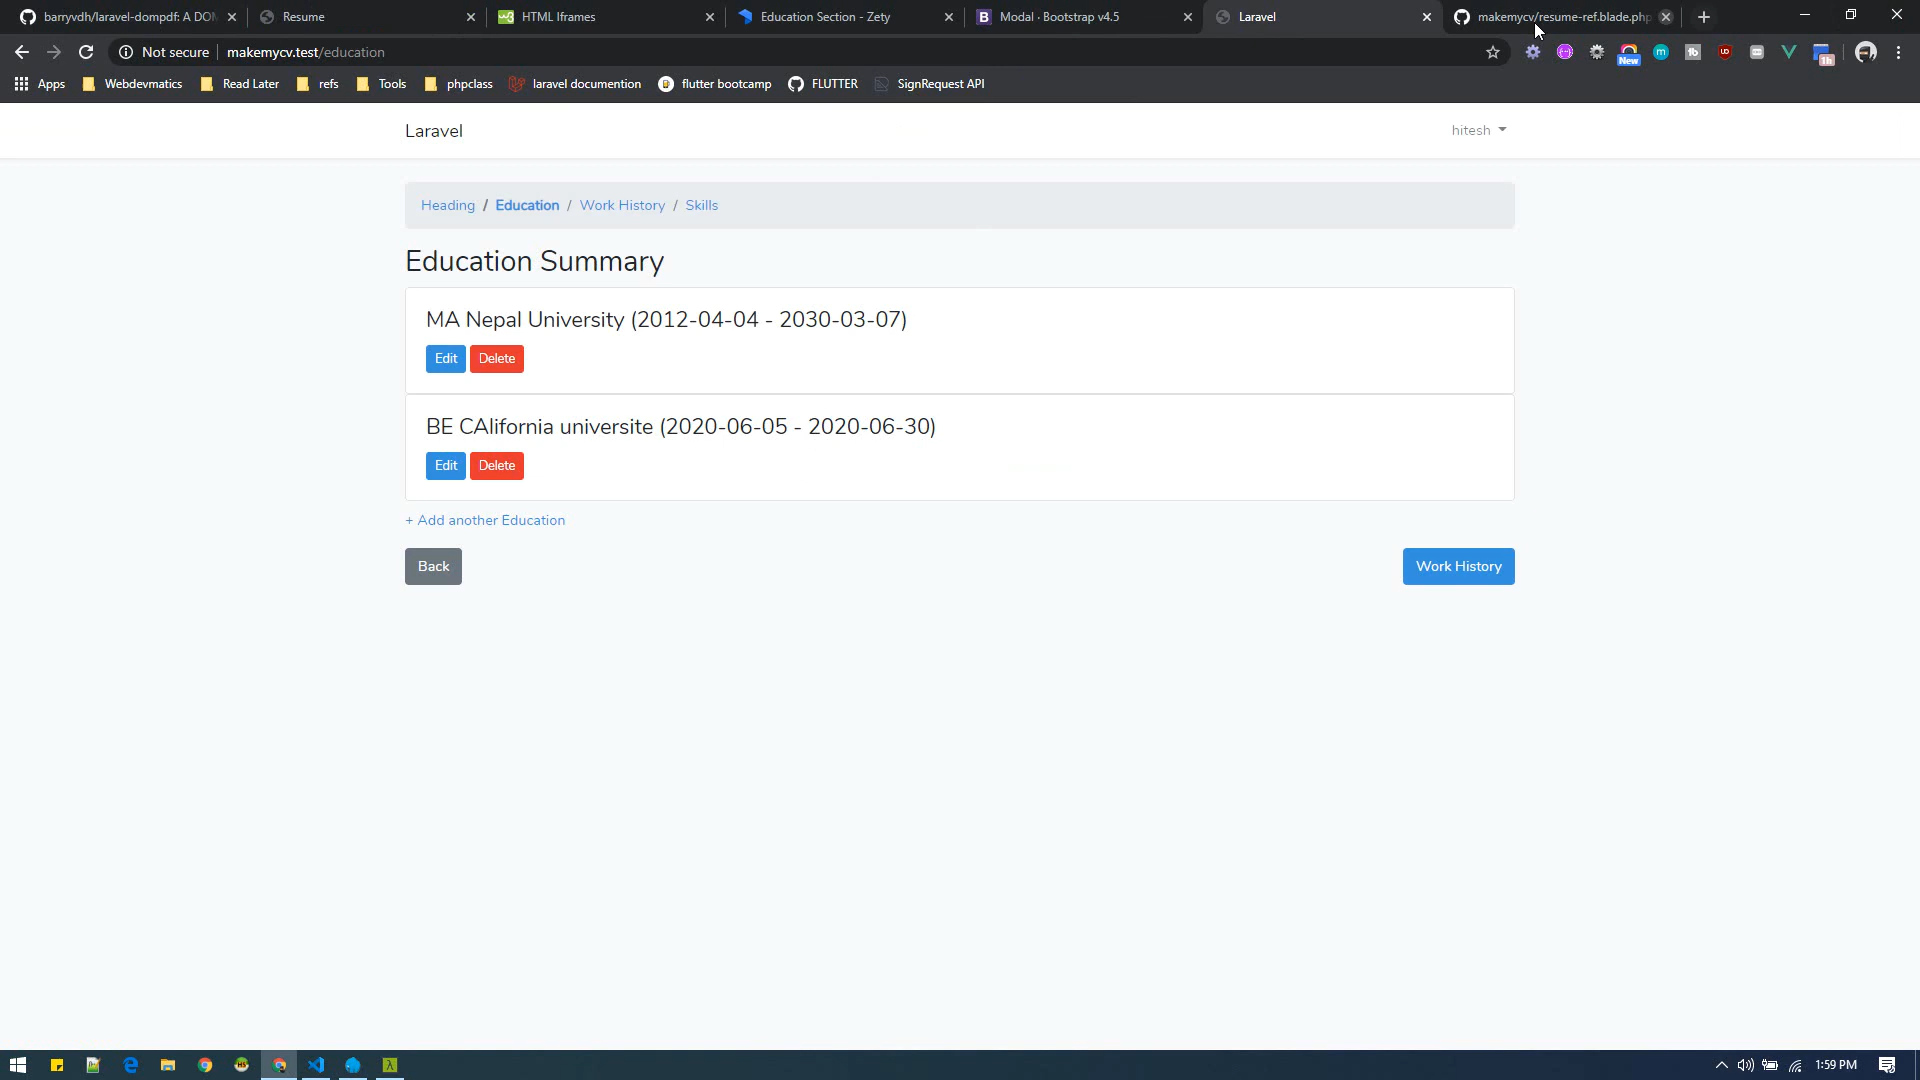 barryvdh/laravel-dompdf: A DOM
Resume
HTML Iframes
Education Section - Zety
Modal · Bootstrap v4.5
Laravel
makemycv/resume-ref.blade.php
Not secure
makemycv.test/education
New
1h
Apps
Webdevmatics
Read Later
refs
Tools
phpclass
laravel documention
flutter bootcamp
FLUTTER
SignRequest API
Laravel
hitesh
Heading / Education / Work History / Skills
Education Summary
MA Nepal University (2012-04-04 - 2030-03-07)
Edit Delete
BE CAlifornia universite (2020-06-05 - 2020-06-30)
Edit Delete
+ Add another Education
Back
Work History
1:59 PM